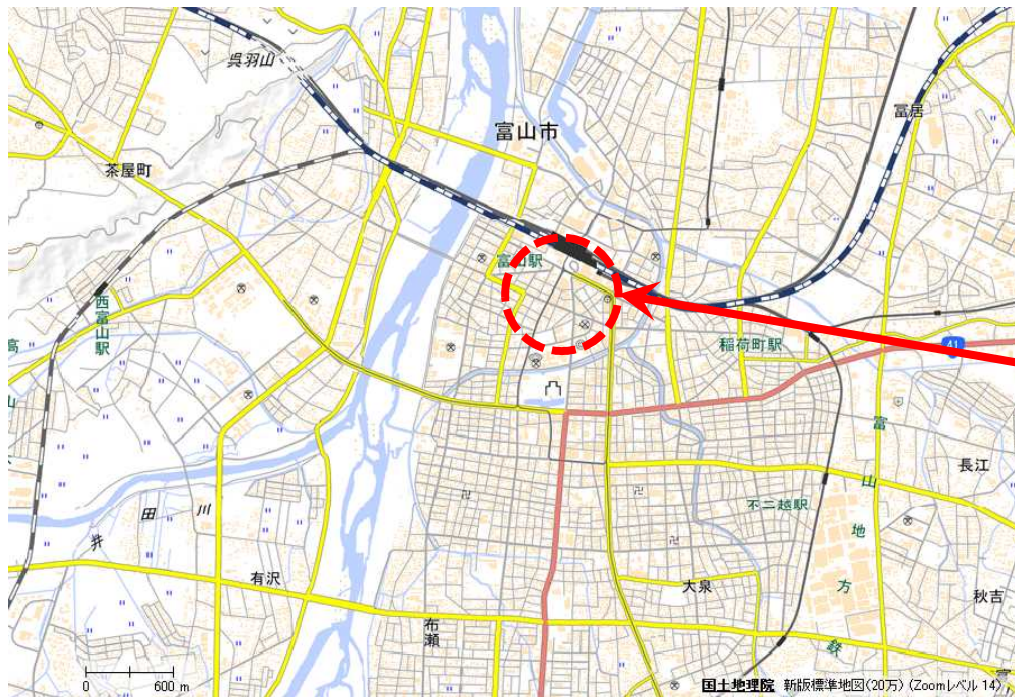 呉羽山
富山市
冨居
茶屋町
富山駅
西富山駅
稲荷町駅
41
高
山
富
山
地
方
鉄
長江
不二越駅
井
田
川
有沢
大泉
秋吉
布瀬
0 600 m
国土地理院 新版標準地図(20万) (Zoomレベル 14)